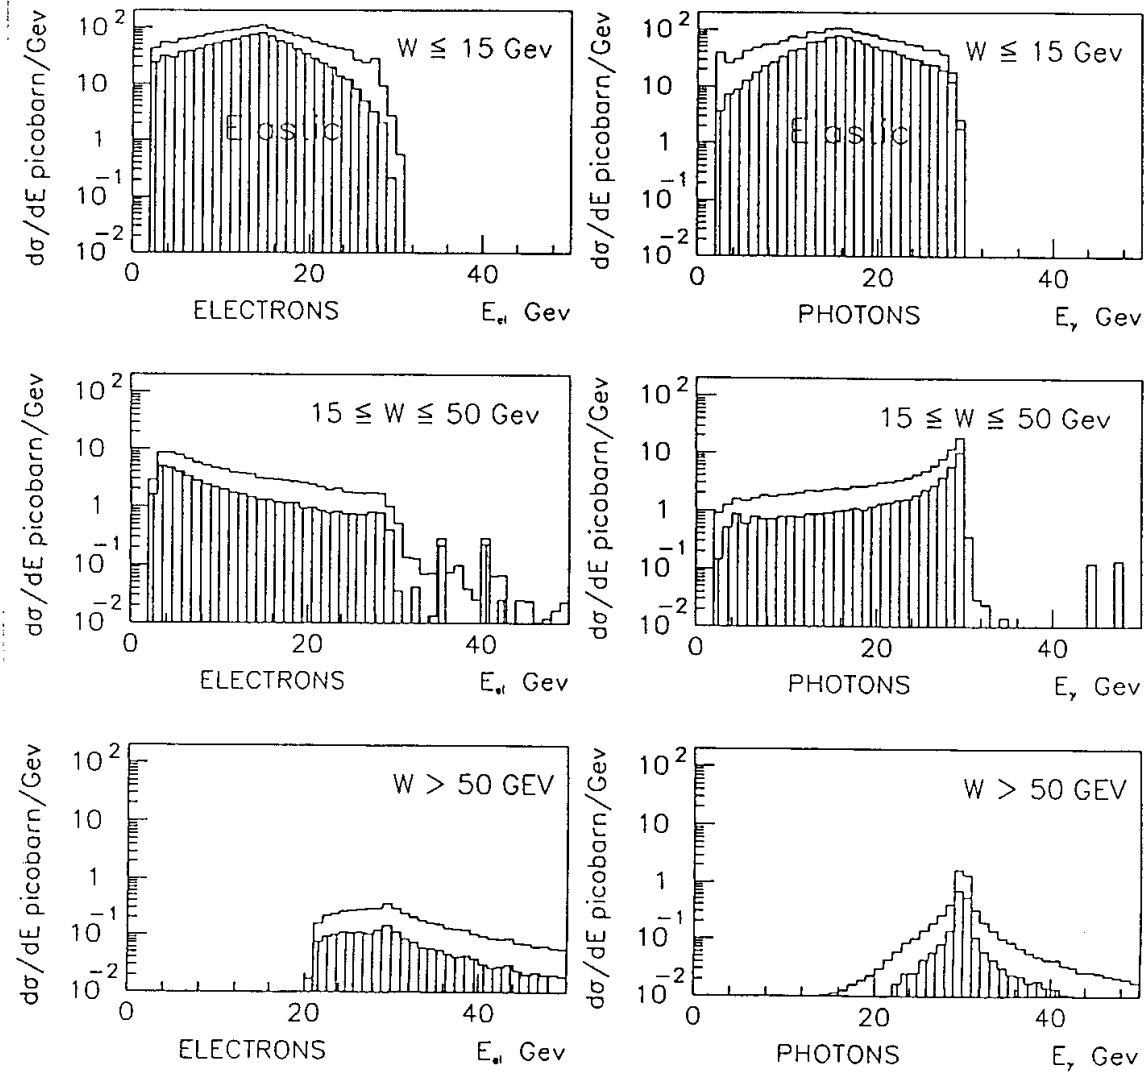 dσ/dE picobarn/Gev
10² 10 1 10⁻¹ 10⁻²
W ≦ 15 Gev
E astic
0 20 40
ELECTRONS E_el Gev
dσ/dE picobarn/Gev
10² 10 1 10⁻¹ 10⁻²
W ≦ 15 Gev
E astic
0 20 40
PHOTONS E_γ Gev
dσ/dE picobarn/Gev
10² 10 1 10⁻¹ 10⁻²
15 ≦ W ≦ 50 Gev
0 20 40
ELECTRONS E_el Gev
dσ/dE picobarn/Gev
10² 10 1 10⁻¹ 10⁻²
15 ≦ W ≦ 50 Gev
0 20 40
PHOTONS E_γ Gev
dσ/dE picobarn/Gev
10² 10 1 10⁻¹ 10⁻²
W > 50 GEV
0 20 40
ELECTRONS E_el Gev
dσ/dE picobarn/Gev
10² 10 1 10⁻¹ 10⁻²
W > 50 GEV
0 20 40
PHOTONS E_γ Gev